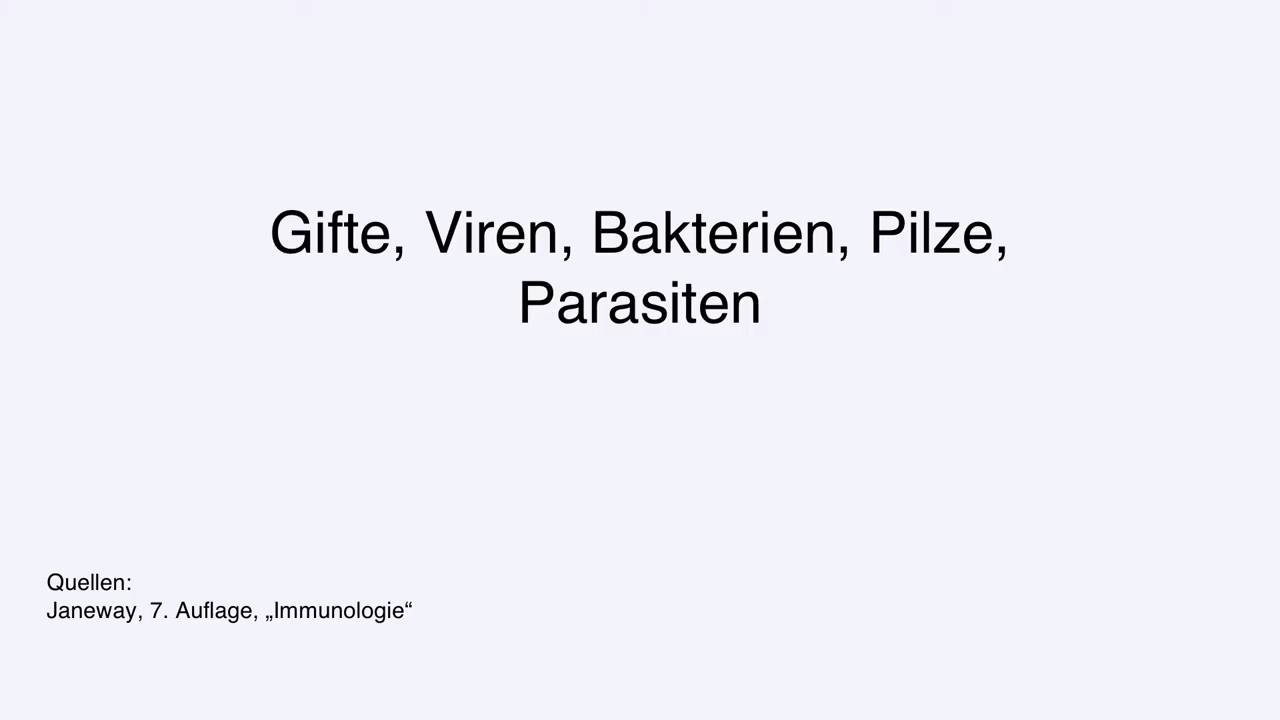 Gifte, Viren, Bakterien, Pilze,
Parasiten
Quellen:
Janeway, 7. Auflage, „Immunologie“